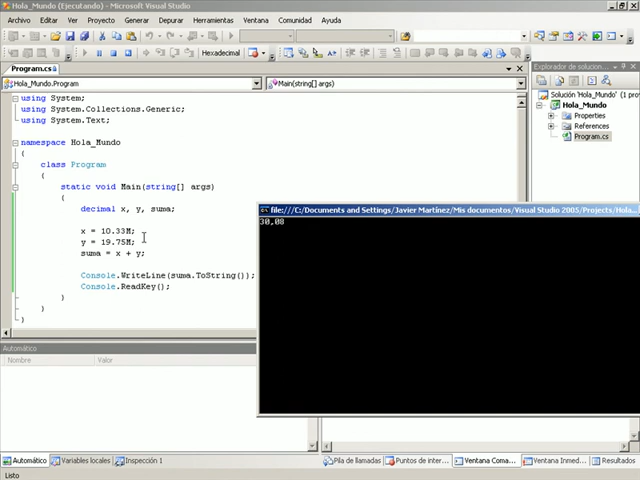 Hola_Mundo (Ejecutando) - Microsoft Visual Studio
Archivo Editar Ver Proyecto Generar Depurar Herramientas Ventana Comunidad Ayuda
Hexadecimal
Program.cs
Hola_Mundo.Program
Main(string[] args)
using System;
using System.Collections.Generic;
using System.Text;
namespace Hola_Mundo
{
class Program
{
static void Main(string[] args)
{
decimal x, y, suma;
x = 10.33M;
y = 19.75M;
suma = x + y;
Console.WriteLine(suma.ToString());
Console.ReadKey();
}
}
}
Explorador de solucion...
Solución 'Hola_Mundo' (1 pro
Hola_Mundo
Properties
References
Program.cs
file:///C:/Documents and Settings/Javier Martínez/Mis documentos/Visual Studio 2005/Projects/Hola...
30,08
Automático
Nombre Valor
Automático Variables locales Inspección 1
Pila de llamadas Puntos de inter... Ventana Coma... Ventana Inmed... Resultados
Listo